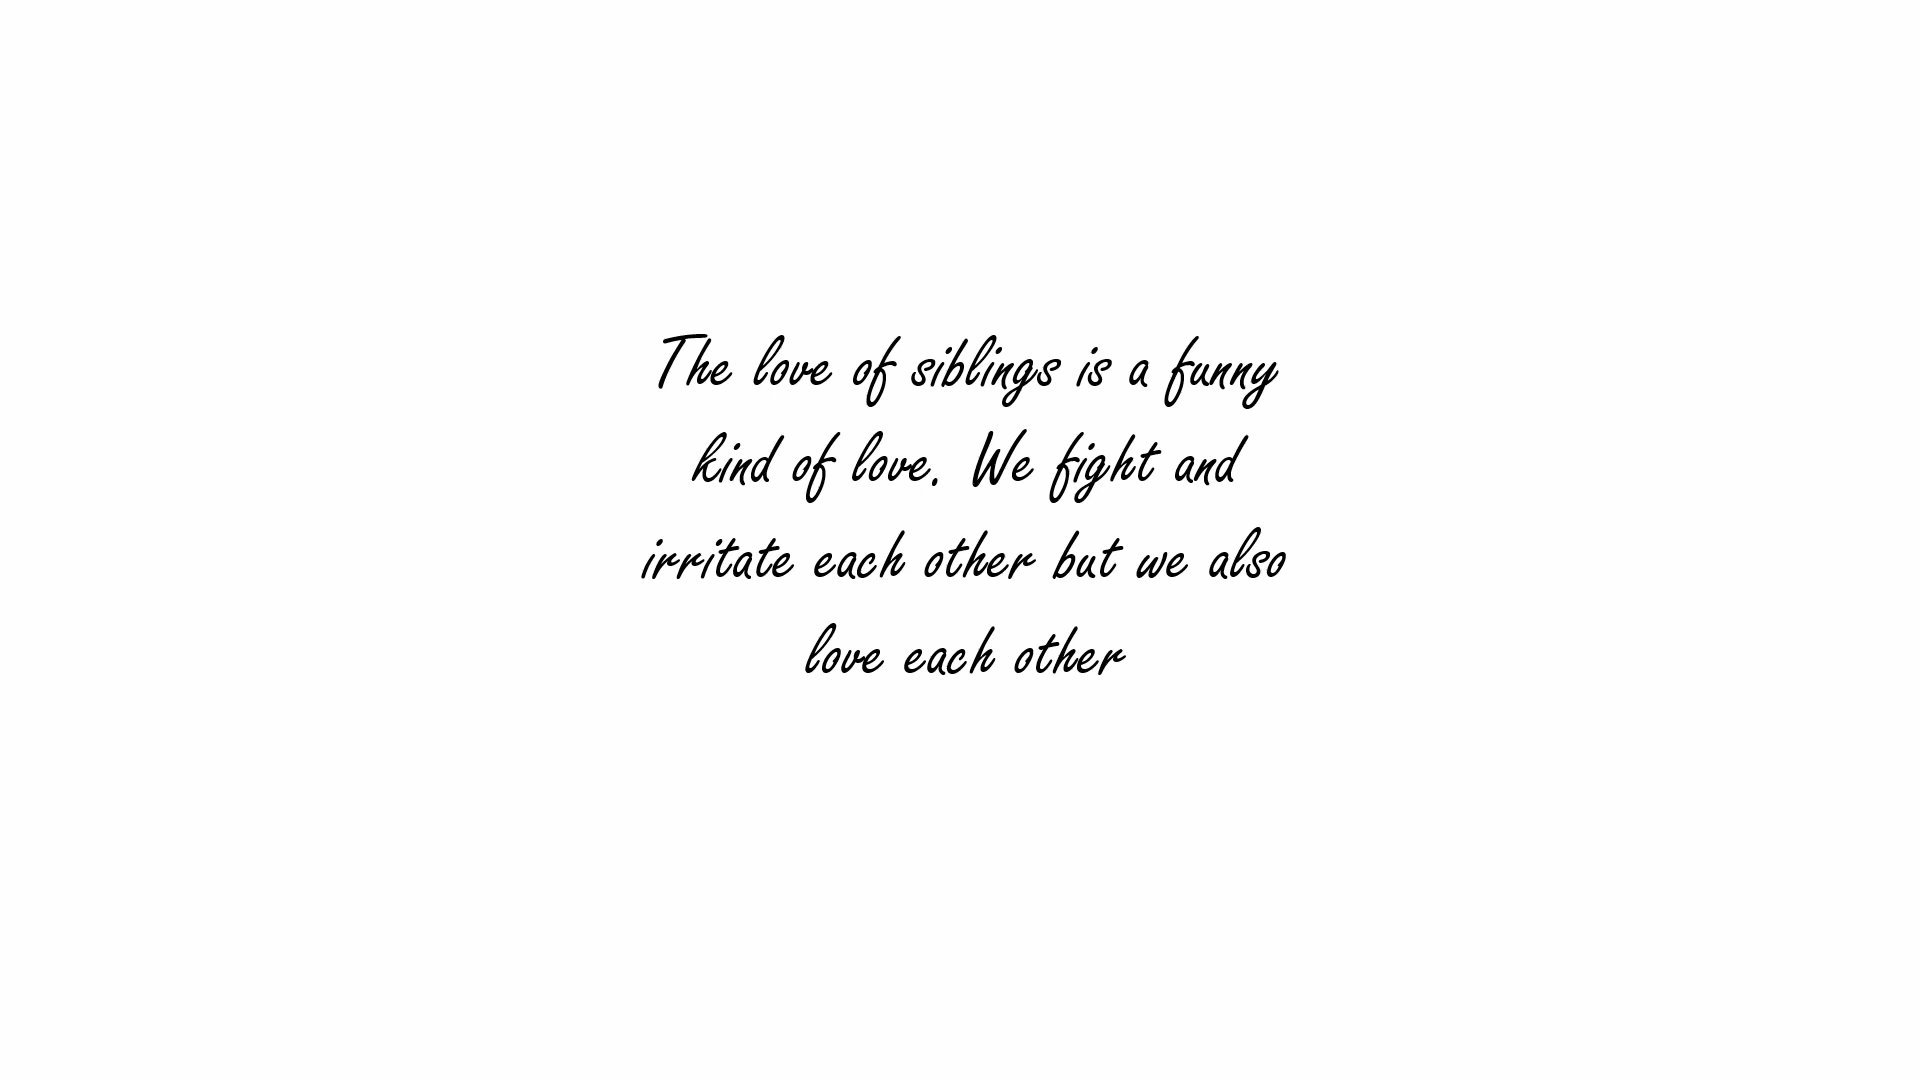 The love of siblings is a funny
kind of love. We fight and
irritate each other but we also
love each other